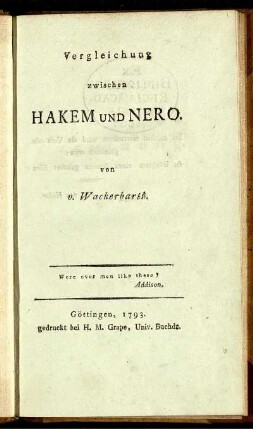 Vergleichung
zwischen
HAKEM UND NERO.
von
v. Wackerbarth.
Were ever men like these?
Addison.
Göttingen, 1793.
gedruckt bei H. M. Grape, Univ. Buchdr.